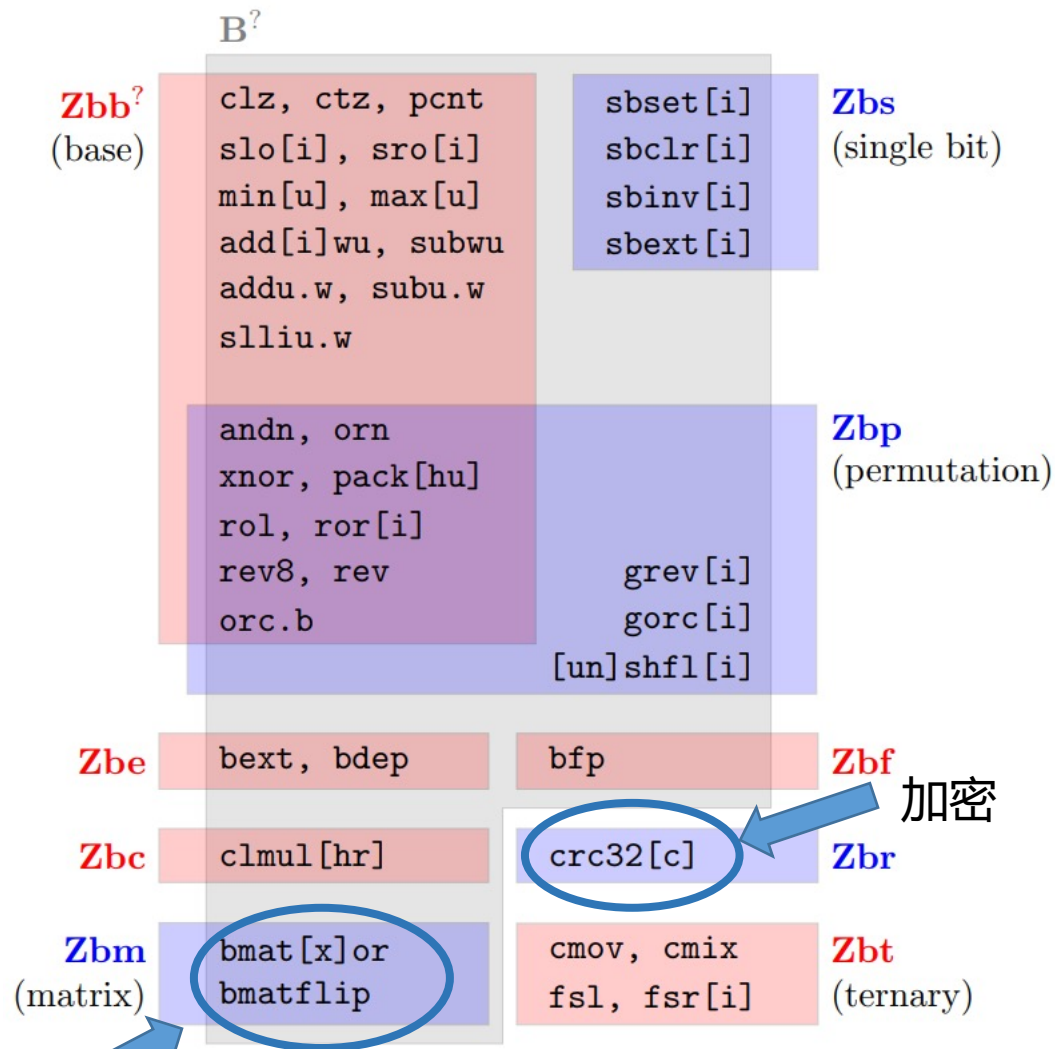 B?
Zbb?
(base)
clz, ctz, pcnt
slo[i], sro[i]
min[u], max[u]
add[i]wu, subwu
addu.w, subu.w
slliu.w
sbset[i]
sbclr[i]
sbinv[i]
sbext[i]
Zbs
(single bit)
andn, orn
xnor, pack[hu]
rol, ror[i]
rev8, rev
orc.b
grev[i]
gorc[i]
[un]shfl[i]
Zbp
(permutation)
Zbe
bext, bdep
bfp
Zbf
加密
Zbc
clmul[hr]
crc32[c]
Zbr
Zbm
(matrix)
bmat[x]or
bmatflip
cmov, cmix
fsl, fsr[i]
Zbt
(ternary)